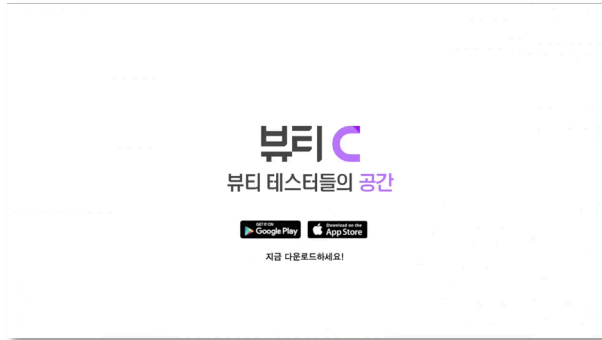 뷰티 C
뷰티 테스터들의 공간
GET IT ON
Google Play
Download on the
App Store
지금 다운로드하세요!